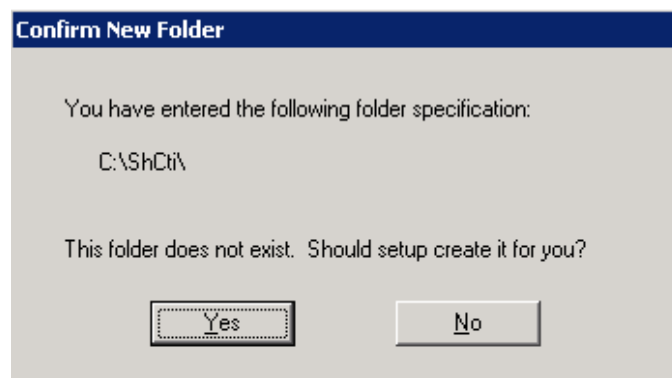 Confirm New Folder
You have entered the following folder specification:
C:\ShCti\
This folder does not exist.  Should setup create it for you?
Yes
No